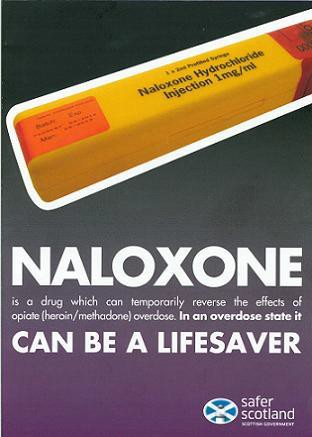 1 x 2ml Prefilled Syringe
Naloxone Hydrochloride
Injection 1mg/ml
Batch: Exp
Man:
NALOXONE
is a drug which can temporarily reverse the effects of
opiate (heroin/methadone) overdose. In an overdose state it
CAN BE A LIFESAVER
safer
scotland
SCOTTISH GOVERNMENT